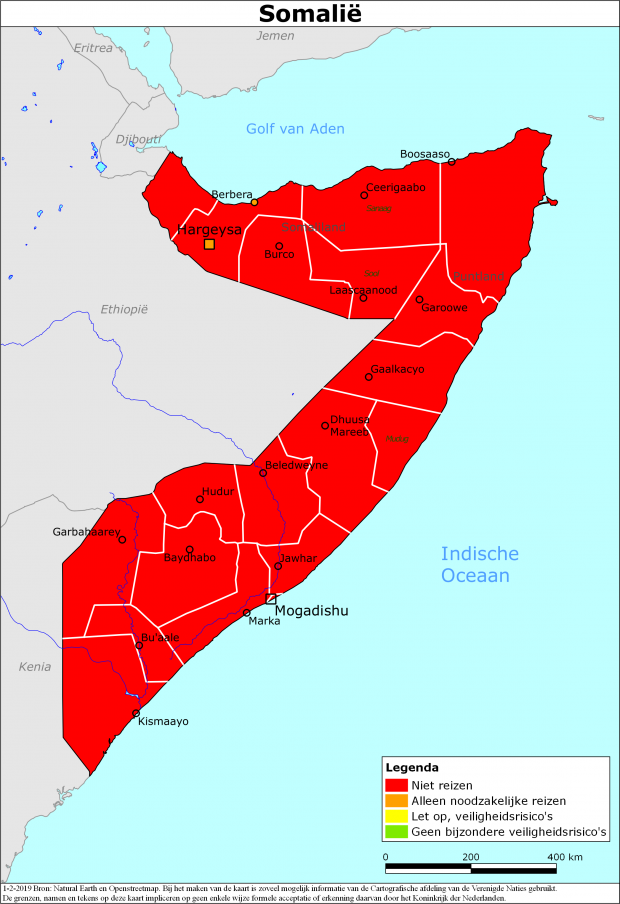 Somalië
Jemen
Eritrea
Djibouti
Golf van Aden
Boosaaso
Ceerigaabo
Sanaag
Berbera
Hargeysa
Somaliland
Burco
Sool
Puntland
Laascaanood
Garoowe
Ethiopië
Gaalkacyo
Dhuusa
Mareeb
Mudug
Beledweyne
Hudur
Garbahaarey
Baydhabo
Jawhar
Indische
Oceaan
Mogadishu
Marka
Bu'aale
Kenia
Kismaayo
Legenda
Niet reizen
Alleen noodzakelijke reizen
Let op, veiligheidsrisico's
Geen bijzondere veiligheidsrisico's
0 200 400 km
1-2-2019 Bron: Natural Earth en Openstreetmap. Bij het maken van de kaart is zoveel mogelijk informatie van de Cartografische afdeling van de Verenigde Naties gebruikt.
De grenzen, namen en tekens op deze kaart impliceren op geen enkele wijze formele acceptatie of erkenning daarvan door het Koninkrijk der Nederlanden.